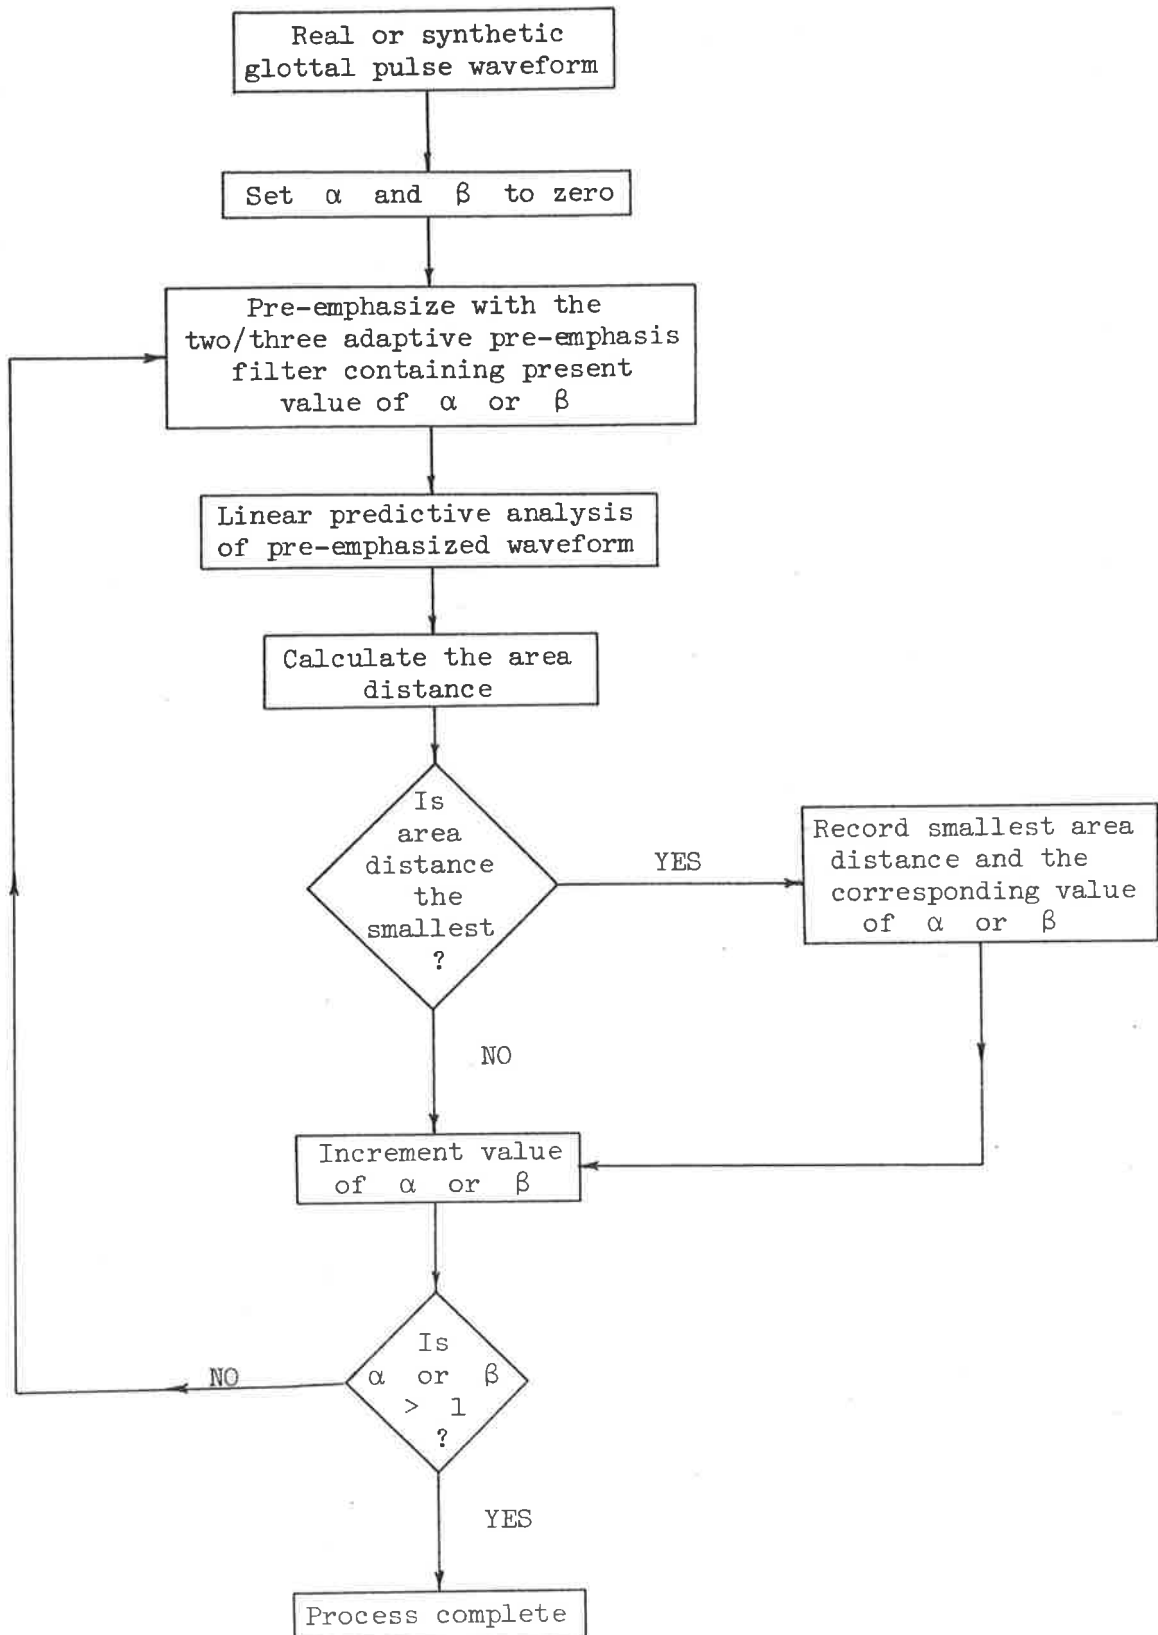 Real or synthetic
glottal pulse waveform
Set α and β to zero
Pre-emphasize with the
two/three adaptive pre-emphasis
filter containing present
value of α or β
Linear predictive analysis
of pre-emphasized waveform
Calculate the area
distance
Is
area
distance
the
smallest
?
YES
Record smallest area
distance and the
corresponding value
of α or β
NO
Increment value
of α or β
Is
α or β
> 1
?
NO
YES
Process complete